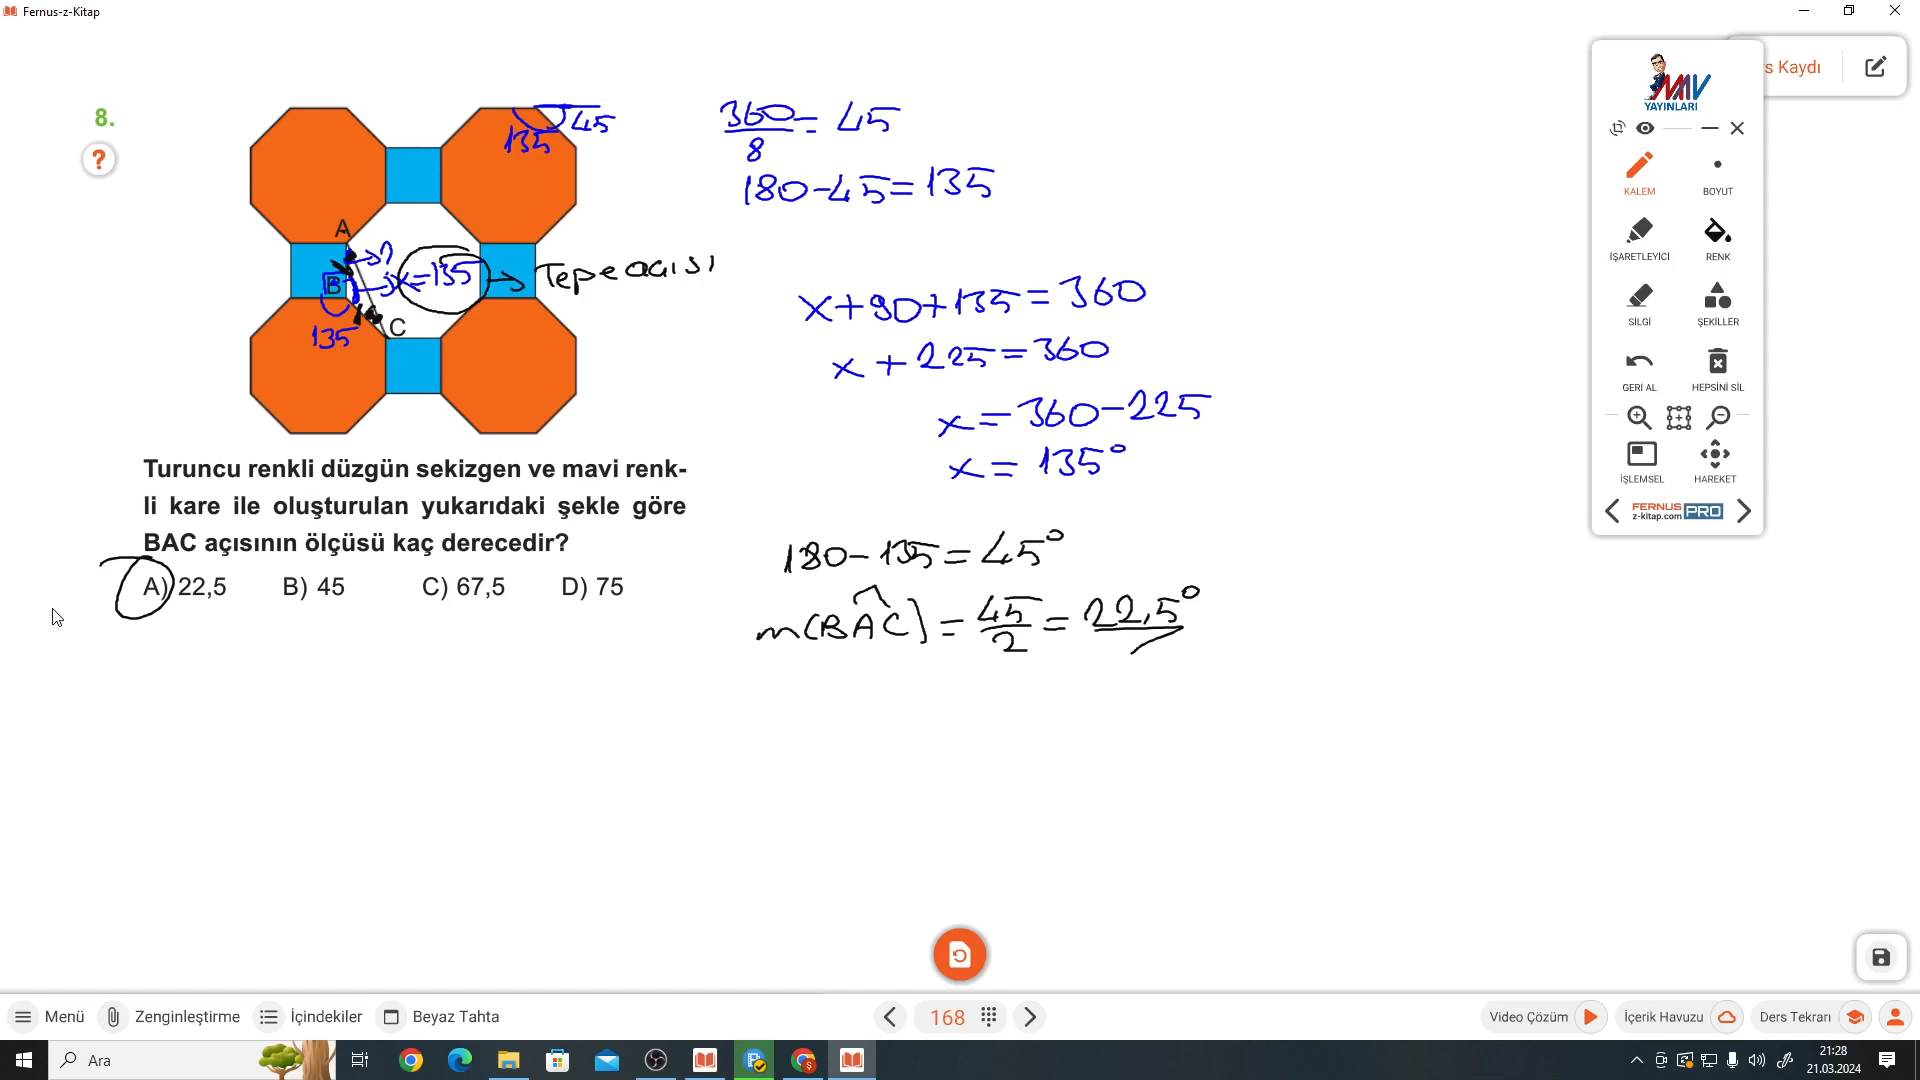 Fernus-z-Kitap
MAV
YAYINLARI
s Kaydı
KALEM
BOYUT
İŞARETLEYİCİ
RENK
SİLGİ
ŞEKİLLER
GERİ AL
HEPSİNİ SİL
İŞLEMSEL
HAREKET
FERNUS
z-kitap.com PRO
8.
?
135
45
A
?
B
x=135
Tepe açısı
135
C
360/8 = 45
180-45=135
x+90+135=360
x+225=360
x=360-225
x=135°
Turuncu renkli düzgün sekizgen ve mavi renk-
li kare ile oluşturulan yukarıdaki şekle göre
BAC açısının ölçüsü kaç derecedir?
A) 22,5 B) 45 C) 67,5 D) 75
180-135=45°
m(BAC)=45/2=22,5°
Menü Zenginleştirme İçindekiler Beyaz Tahta 168 Video Çözüm İçerik Havuzu Ders Tekrarı
Ara
21:28
21.03.2024